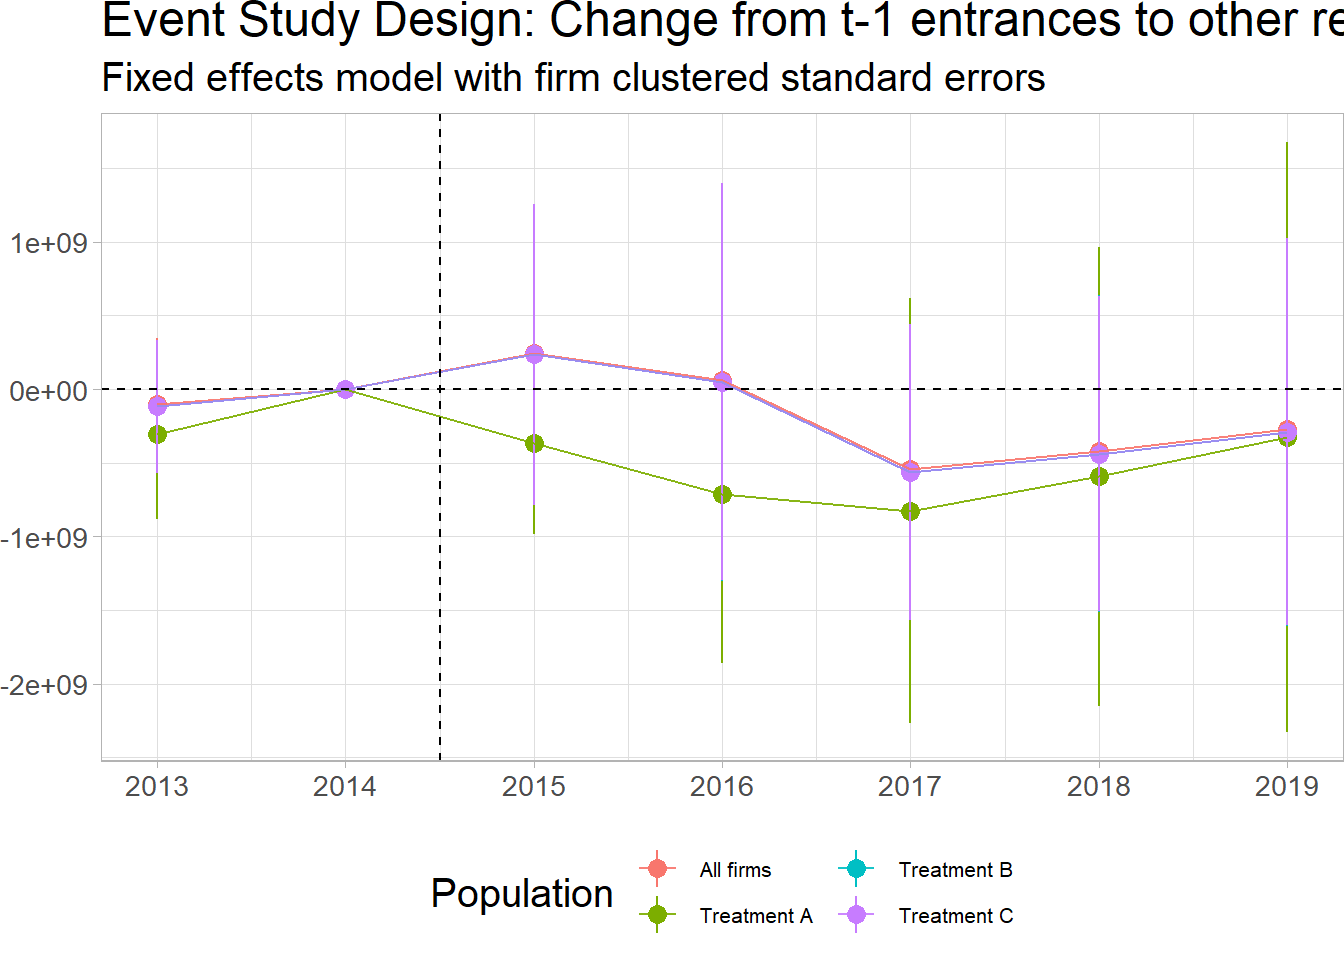 Event Study Design: Change from t-1 entrances to other re
Fixed effects model with firm clustered standard errors
1e+09
0e+00
-1e+09
-2e+09
2013 2014 2015 2016 2017 2018 2019
Population
All firms
Treatment B
Treatment A
Treatment C